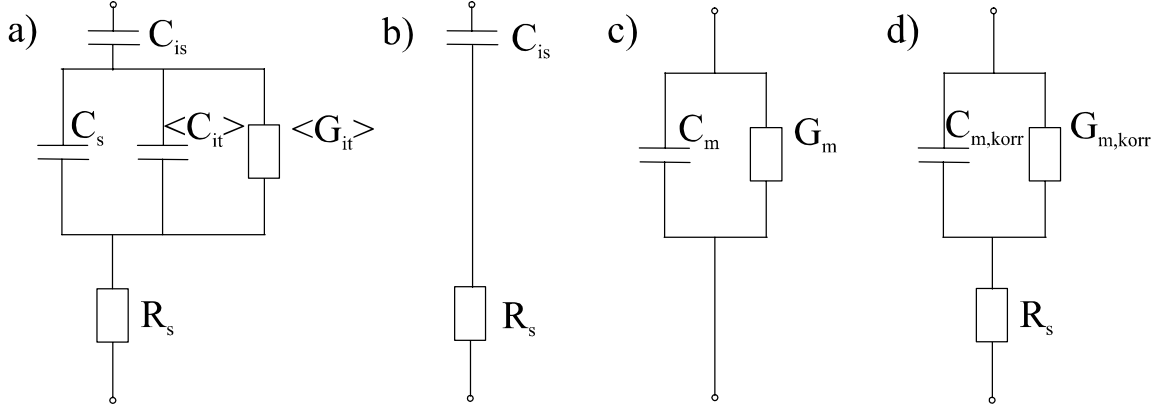 a)
C_is
C_s
<C_it>
<G_it>
R_s
b)
C_is
R_s
c)
C_m
G_m
d)
C_m,korr
G_m,korr
R_s